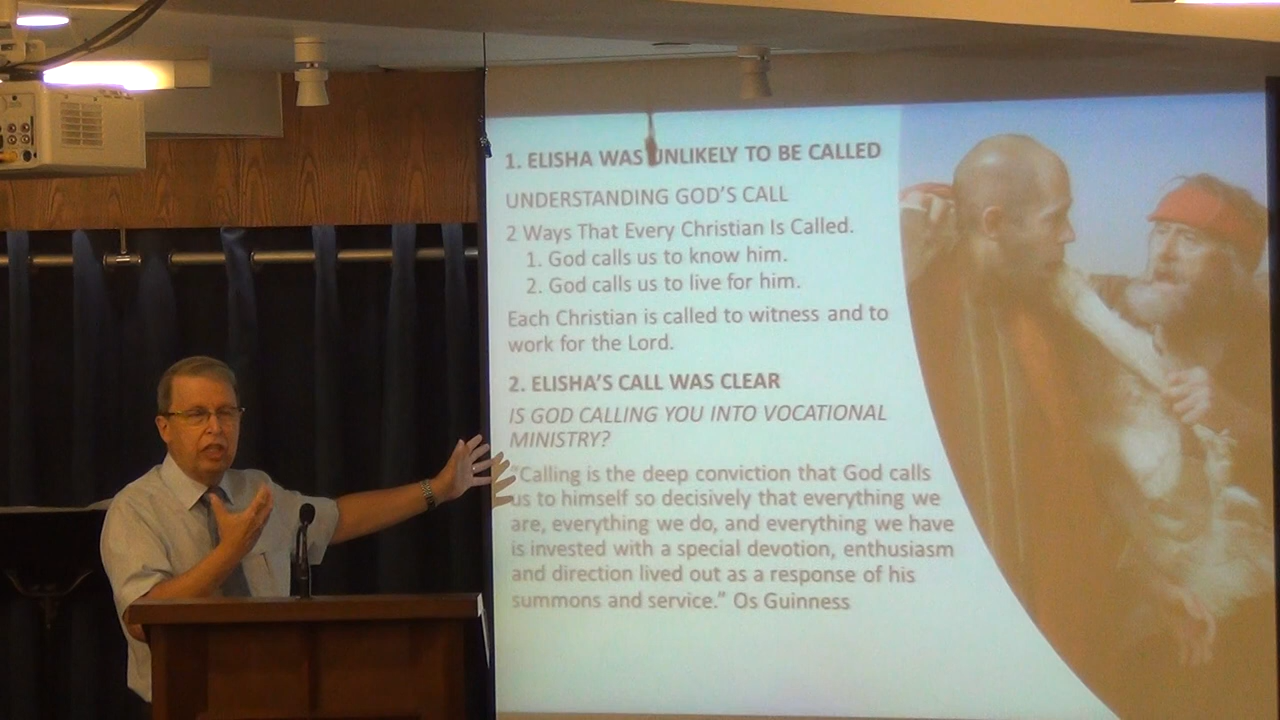 1. ELISHA WAS UNLIKELY TO BE CALLED
UNDERSTANDING GOD'S CALL
2 Ways That Every Christian Is Called.
1. God calls us to know him.
2. God calls us to live for him.
Each Christian is called to witness and to
work for the Lord.
2. ELISHA'S CALL WAS CLEAR
IS GOD CALLING YOU INTO VOCATIONAL
MINISTRY?
"Calling is the deep conviction that God calls
us to himself so decisively that everything we
are, everything we do, and everything we have
is invested with a special devotion, enthusiasm
and direction lived out as a response of his
summons and service." Os Guinness